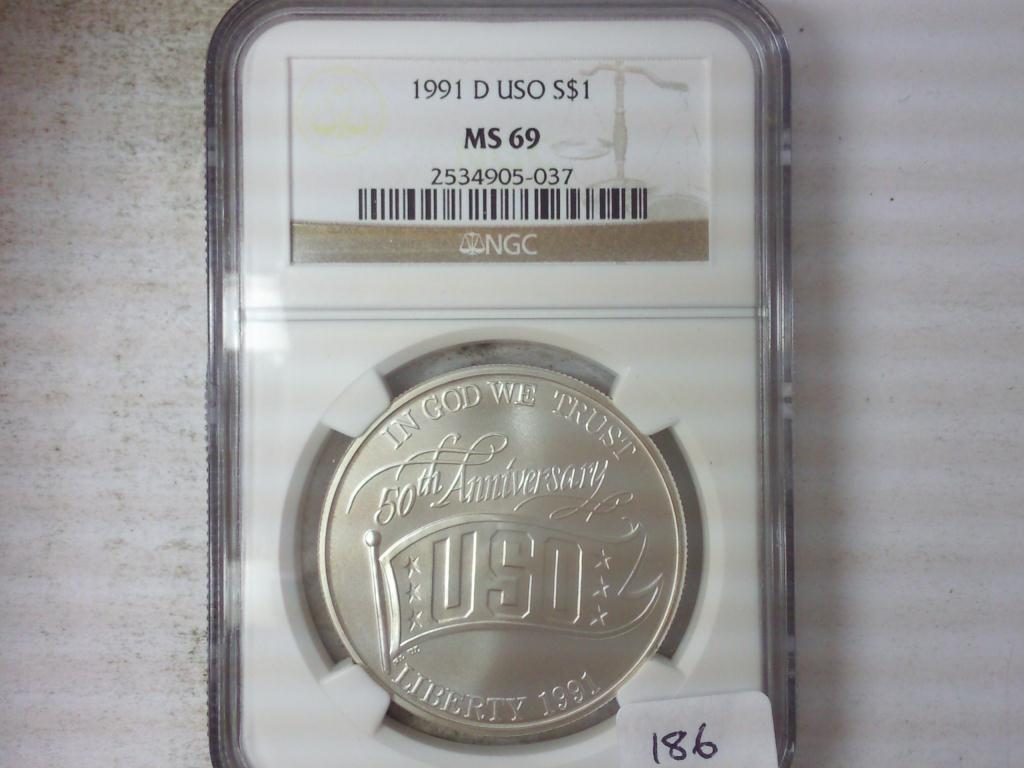 1991 D USO S$1
MS 69
2534905-037
NGC
IN GOD WE TRUST
50th Anniversary
USO
LIBERTY 1991
186